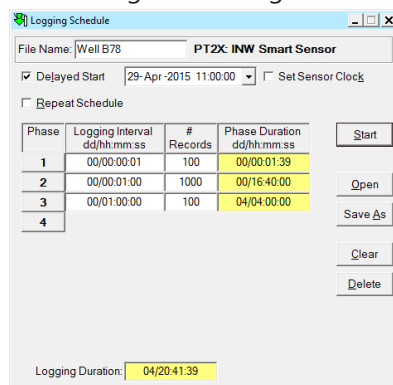 Logging Schedule
File Name: Well B78 PT2X: INW Smart Sensor
Delayed Start 29-Apr-2015 11:00:00 Set Sensor Clock
Repeat Schedule
Phase Logging Interval dd/hh:mm:ss # Records Phase Duration dd/hh:mm:ss
Start
1 00/00:00:01 100 00/00:01:39
2 00/00:01:00 1000 00/16:40:00
Open
3 00/01:00:00 100 04/04:00:00
4
Save As
Clear
Delete
Logging Duration: 04/20:41:39